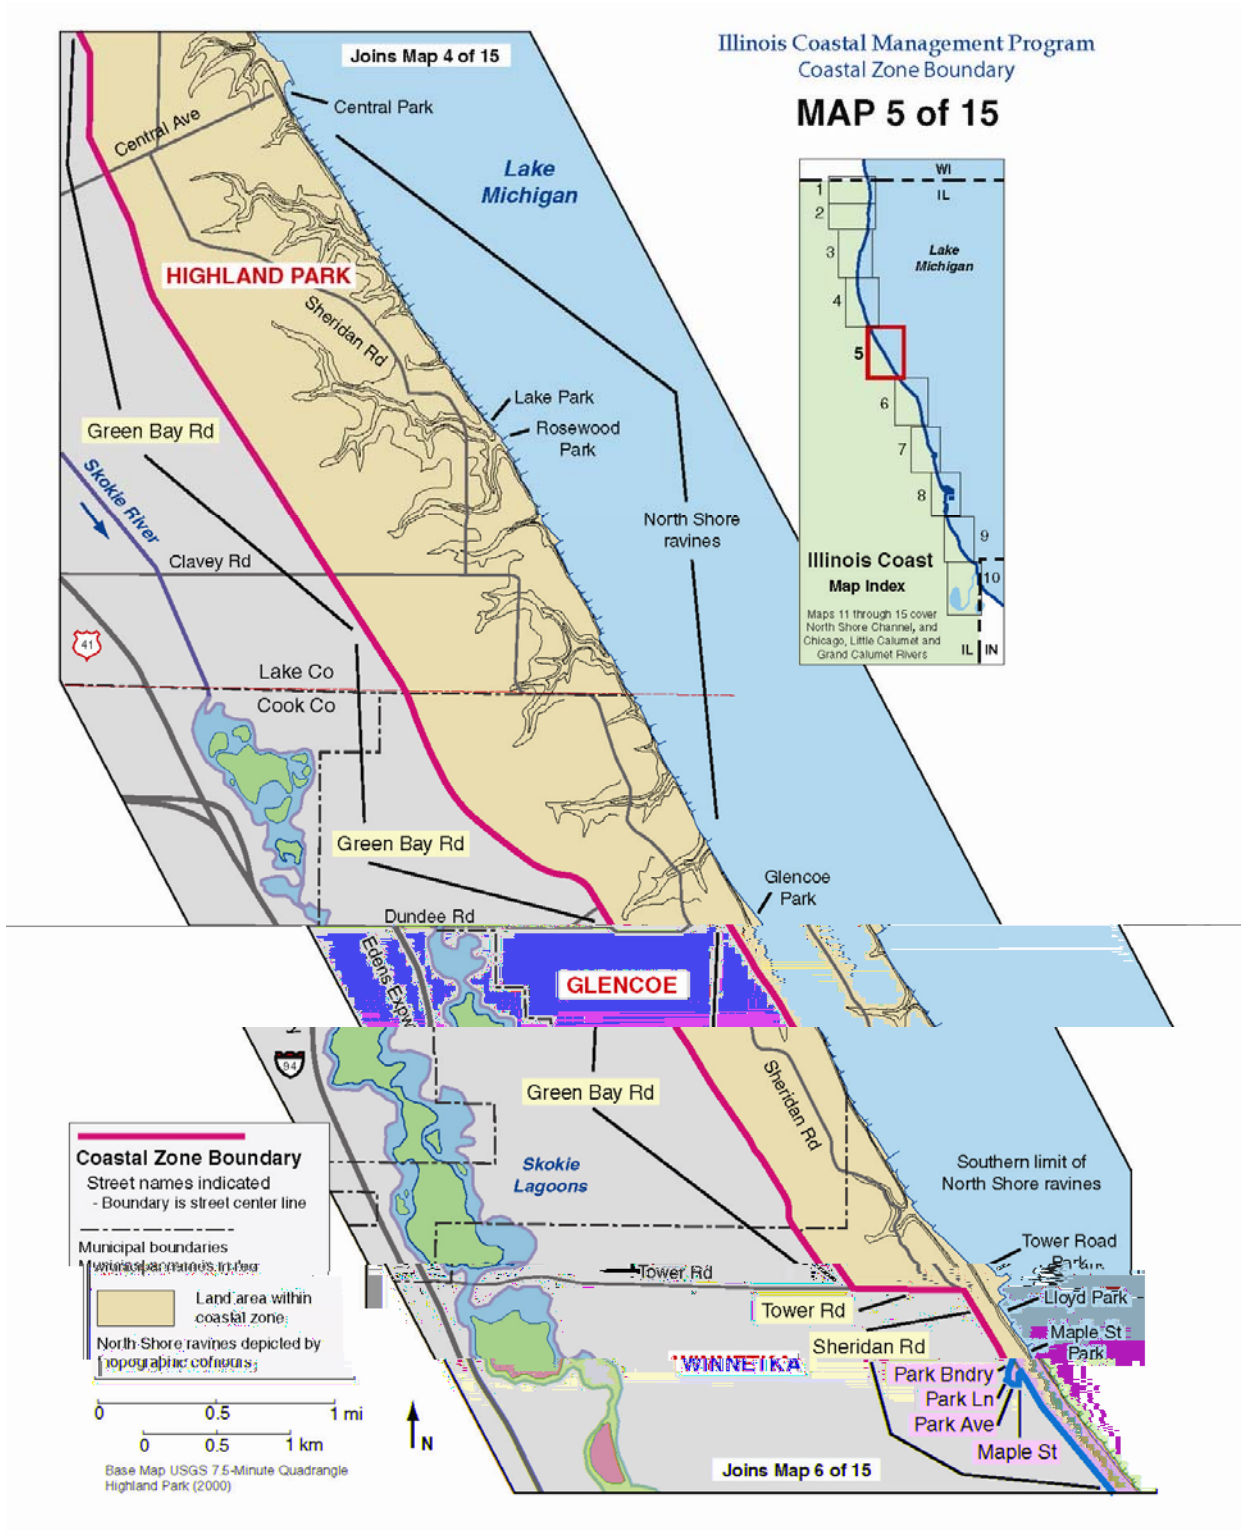 Illinois Coastal Management Program
Coastal Zone Boundary
MAP 5 of 15
Joins Map 4 of 15
Central Park
Central Ave
Lake
Michigan
HIGHLAND PARK
Sheridan Rd
Lake Park
Rosewood
Park
Green Bay Rd
Skokie River
North Shore
ravines
Clavey Rd
41
Lake Co
Cook Co
Green Bay Rd
Glencoe
Park
Dundee Rd
Edens Expw
GLENCOE
94
Green Bay Rd
Sheridan Rd
Skokie
Lagoons
Southern limit of
North Shore ravines
Tower Road
Park
Tower Rd
Lloyd Park
Tower Rd
Maple St
Park
Sheridan Rd
WINNETKA
Park Bndry
Park Ln
Park Ave
Maple St
Joins Map 6 of 15
WI
IL
1
2
3
Lake
Michigan
4
5
6
7
8
9
10
Illinois Coast
Map Index
Maps 11 through 15 cover
North Shore Channel, and
Chicago, Little Calumet and
Grand Calumet Rivers
IL IN
Coastal Zone Boundary
Street names indicated
- Boundary is street center line
Municipal boundaries
Land area within
coastal zone
North Shore ravines depicted by
topographic contours
0 0.5 1 mi
0 0.5 1 km
N
Base Map USGS 7.5-Minute Quadrangle
Highland Park (2000)